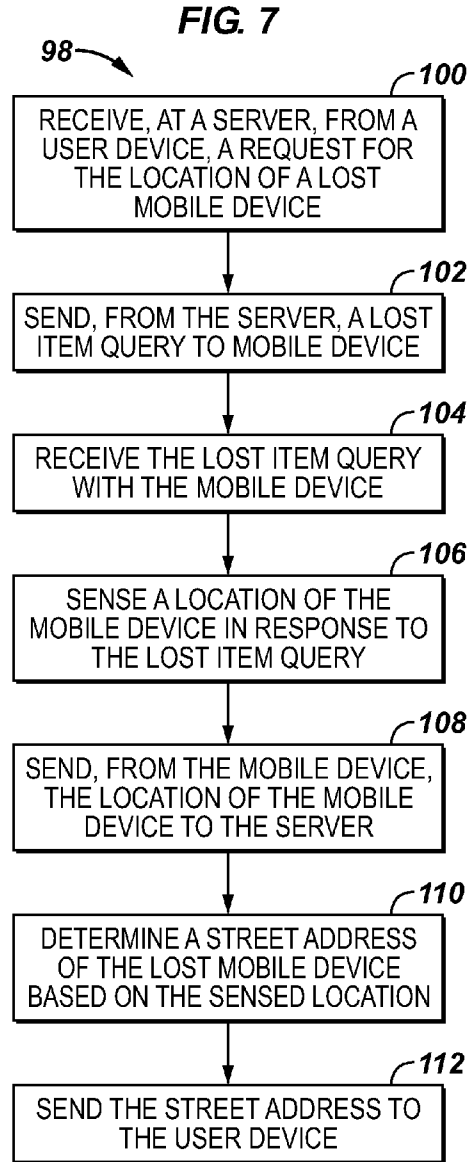 FIG. 7
98
100
RECEIVE, AT A SERVER, FROM A
USER DEVICE, A REQUEST FOR
THE LOCATION OF A LOST
MOBILE DEVICE
102
SEND, FROM THE SERVER, A LOST
ITEM QUERY TO MOBILE DEVICE
104
RECEIVE THE LOST ITEM QUERY
WITH THE MOBILE DEVICE
106
SENSE A LOCATION OF THE
MOBILE DEVICE IN RESPONSE TO
THE LOST ITEM QUERY
108
SEND, FROM THE MOBILE DEVICE,
THE LOCATION OF THE MOBILE
DEVICE TO THE SERVER
110
DETERMINE A STREET ADDRESS
OF THE LOST MOBILE DEVICE
BASED ON THE SENSED LOCATION
112
SEND THE STREET ADDRESS TO
THE USER DEVICE